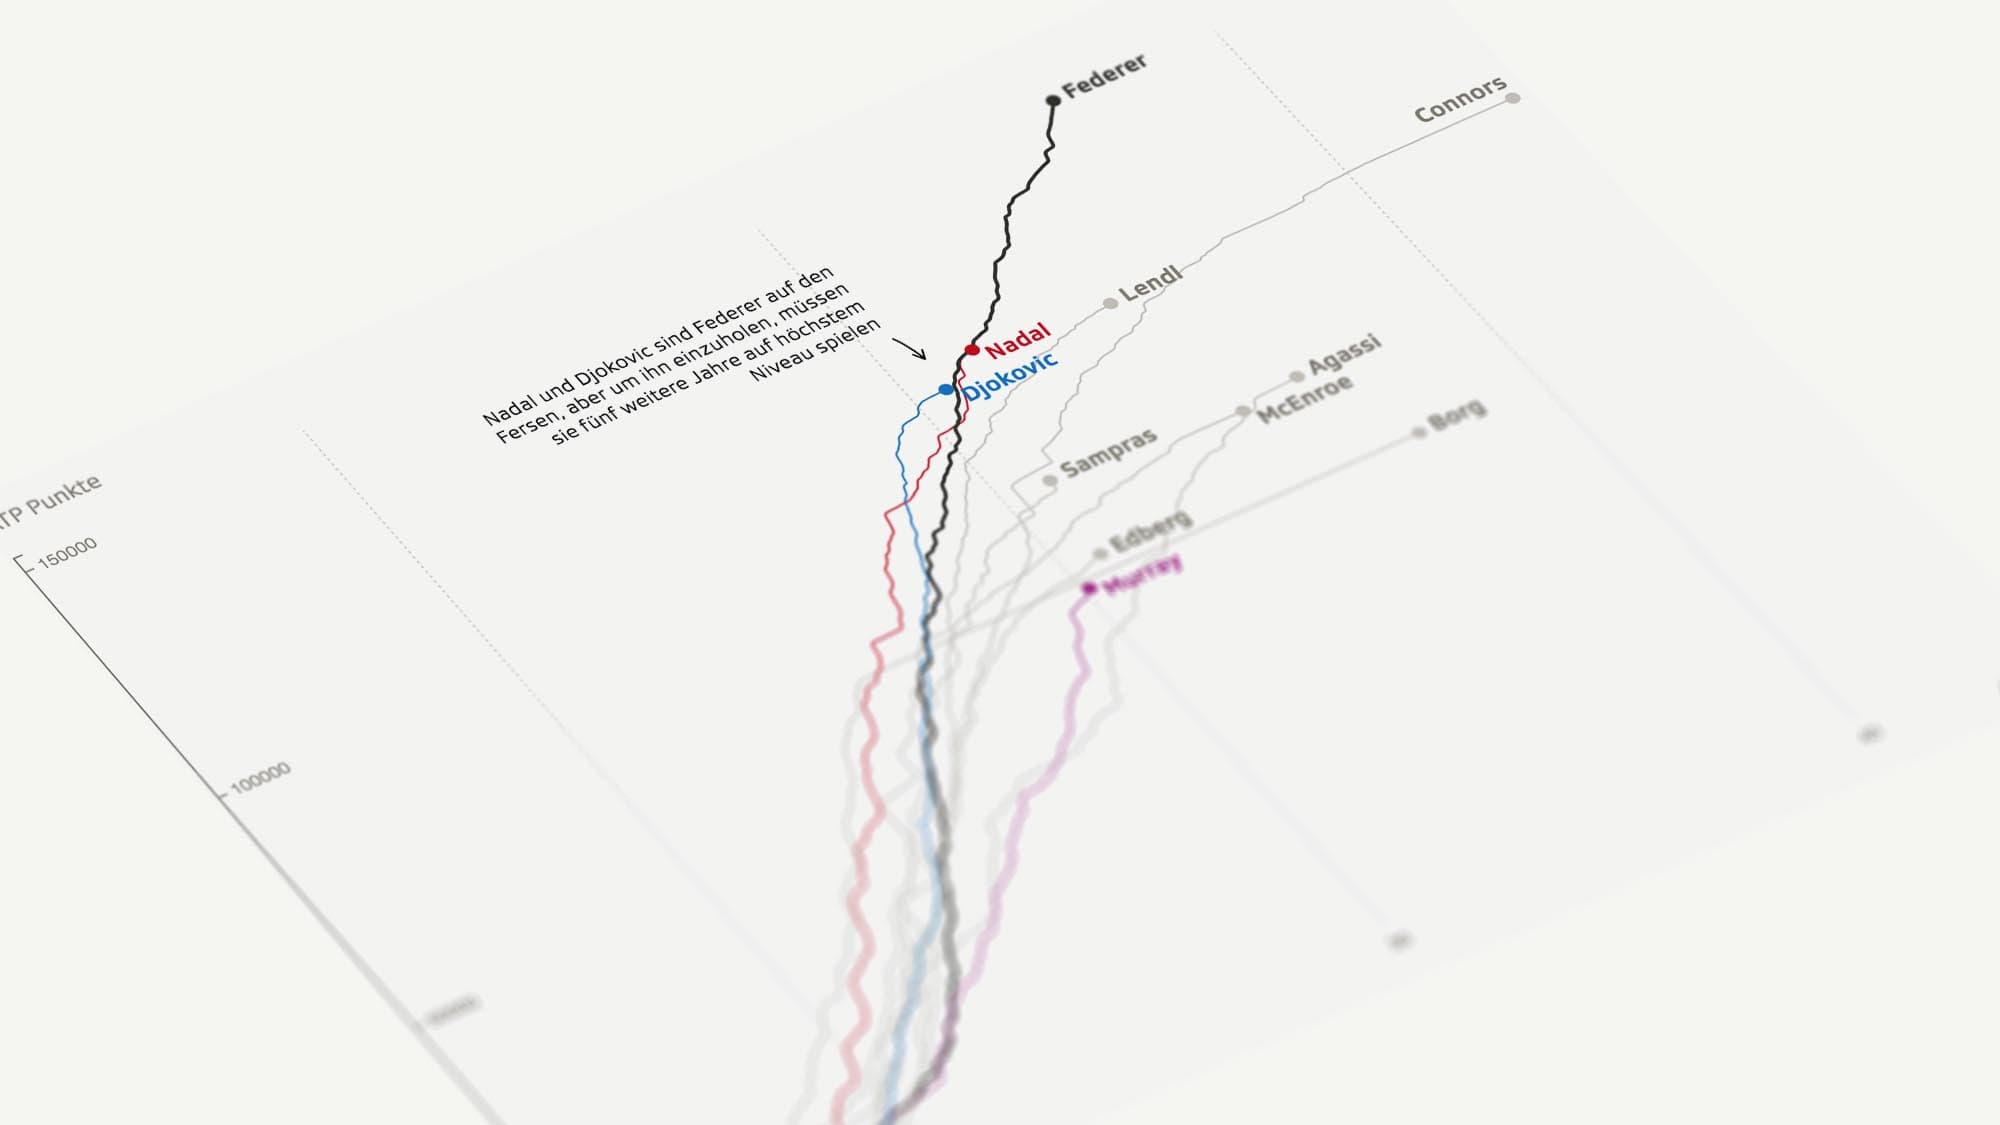 Federer
Connors
Lendl
Nadal und Djokovic sind Federer auf den
Fersen, aber um ihn einzuholen, müssen
sie fünf weitere Jahre auf höchstem
Niveau spielen
Nadal
Djokovic
Agassi
McEnroe
Borg
Sampras
Edberg
Murray
TP Punkte
150000
100000